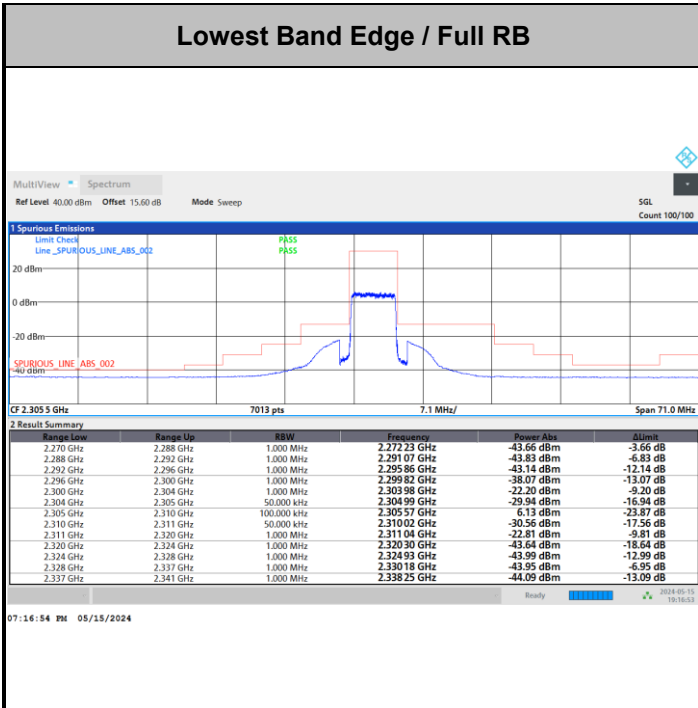 Lowest Band Edge / Full RB
MultiView Spectrum
Ref Level 40.00 dBm Offset 15.60 dB Mode Sweep SGL
Count 100/100
1 Spurious Emissions
Limit Check PASS
Line _SPURIOUS_LINE_ABS_002 PASS
20 dBm
0 dBm
-20 dBm
SPURIOUS_LINE_ABS_002
-40 dBm
CF 2.305 5 GHz 7013 pts 7.1 MHz/ Span 71.0 MHz
2 Result Summary
Range Low Range Up RBW Frequency Power Abs ΔLimit
2.270 GHz 2.288 GHz 1.000 MHz 2.272 23 GHz -43.66 dBm -3.66 dB
2.288 GHz 2.292 GHz 1.000 MHz 2.291 07 GHz -43.83 dBm -6.83 dB
2.292 GHz 2.296 GHz 1.000 MHz 2.295 86 GHz -43.14 dBm -12.14 dB
2.296 GHz 2.300 GHz 1.000 MHz 2.299 82 GHz -38.07 dBm -13.07 dB
2.300 GHz 2.304 GHz 1.000 MHz 2.303 98 GHz -22.20 dBm -9.20 dB
2.304 GHz 2.305 GHz 50.000 kHz 2.304 99 GHz -29.94 dBm -16.94 dB
2.305 GHz 2.310 GHz 100.000 kHz 2.305 57 GHz 6.13 dBm -23.87 dB
2.310 GHz 2.311 GHz 50.000 kHz 2.310 02 GHz -30.56 dBm -17.56 dB
2.311 GHz 2.320 GHz 1.000 MHz 2.311 04 GHz -22.81 dBm -9.81 dB
2.320 GHz 2.324 GHz 1.000 MHz 2.320 30 GHz -43.64 dBm -18.64 dB
2.324 GHz 2.328 GHz 1.000 MHz 2.324 93 GHz -43.99 dBm -12.99 dB
2.328 GHz 2.337 GHz 1.000 MHz 2.330 18 GHz -43.95 dBm -6.95 dB
2.337 GHz 2.341 GHz 1.000 MHz 2.338 25 GHz -44.09 dBm -13.09 dB
Ready 2024-05-15
19:16:53
07:16:54 PM 05/15/2024